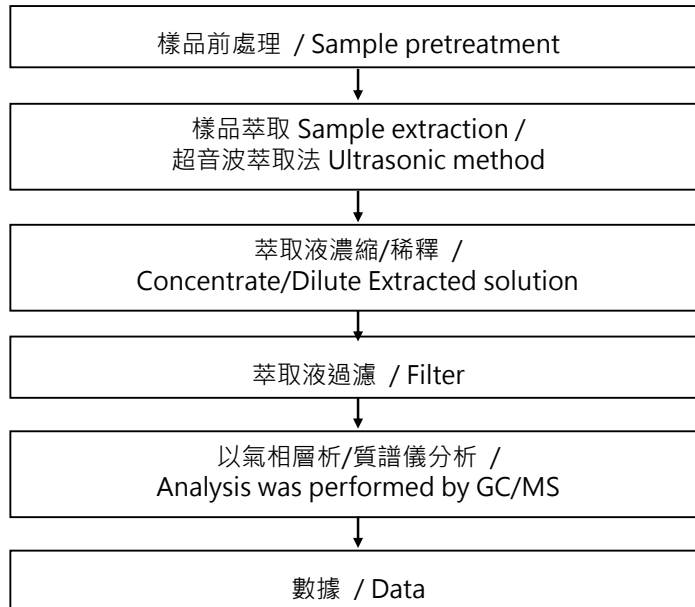 樣品前處理 / Sample pretreatment
樣品萃取 Sample extraction /
超音波萃取法 Ultrasonic method
萃取液濃縮/稀釋 /
Concentrate/Dilute Extracted solution
萃取液過濾 / Filter
以氣相層析/質譜儀分析 /
Analysis was performed by GC/MS
數據 / Data